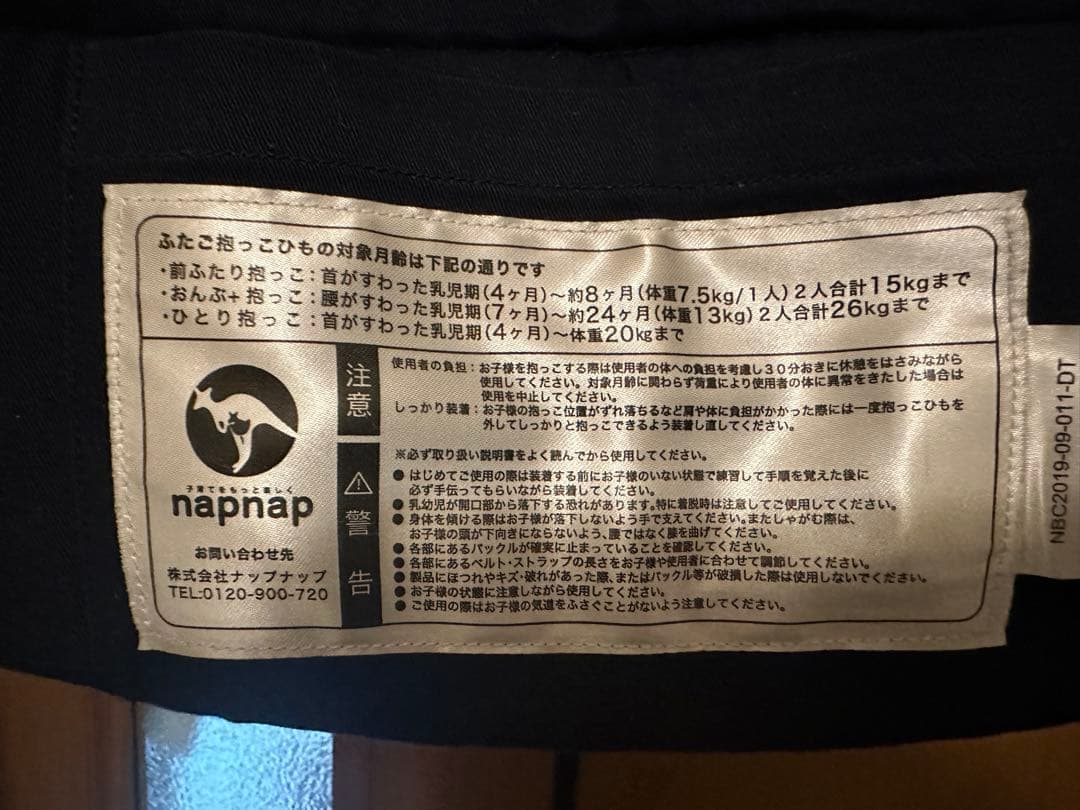 ふたご抱っこひもの対象月齢は下記の通りです
・前ふたり抱っこ：首がすわった乳児期(4ヶ月)～約8ヶ月(体重7.5kg/1人)2人合計15kgまで
・おんぶ+抱っこ：腰がすわった乳児期(7ヶ月)～約24ヶ月(体重13kg)2人合計26kgまで
・ひとり抱っこ：首がすわった乳児期(4ヶ月)～体重20kgまで
子育てをもっと楽しく
napnap
お問い合わせ先
株式会社ナップナップ
TEL:0120-900-720
注意
使用者の負担：お子様を抱っこする際は使用者の体への負担を考慮し30分おきに休憩をはさみながら
使用してください。対象月齢に関わらず荷重により使用者の体に異常をきたした場合は
使用を中止してください。
しっかり装着：お子様の抱っこ位置がずれ落ちるなど肩や体に負担がかかった際には一度抱っこひもを
外してしっかりと抱っこできるよう装着し直してください。
⚠警告
※必ず取り扱い説明書をよく読んでから使用してください。
●はじめてご使用の際は装着する前にお子様のいない状態で練習して手順を覚えた後に
必ず手伝ってもらいながら装着してください。
●乳幼児が開口部から落下する恐れがあります。特に着脱時は注意してご使用してください。
●身体を傾ける際はお子様が落下しないよう手で支えてください。またしゃがむ際は、
お子様の頭が下向きにならないよう、腰ではなく膝を曲げてください。
●各部にあるバックルが確実に止まっていることを確認してください。
●各部にあるベルト・ストラップの長さをお子様や使用者に合わせて調節してください。
●製品にほつれやキズ・破れがあった際、またはバックル等が破損した際は使用しないでください。
●お子様の状態に注意しながら使用してください。
●ご使用の際はお子様の気道をふさぐことがないよう注意してください。
NBC2019-09-011-DT